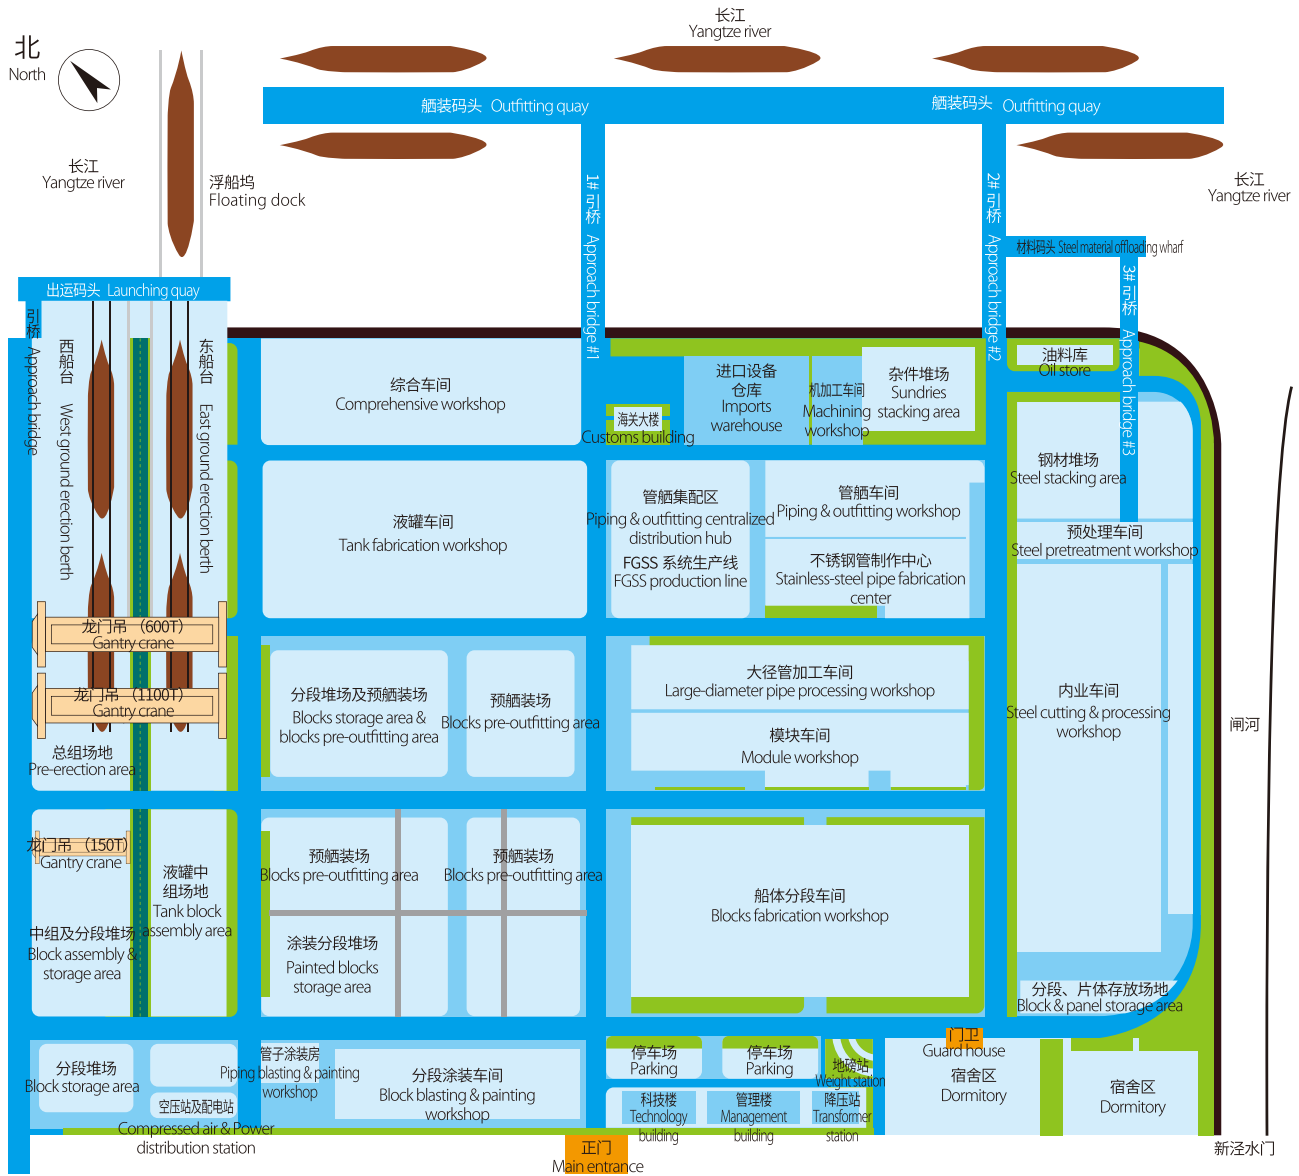 长江
Yangtze river
北
North
舾装码头 Outfitting quay
舾装码头 Outfitting quay
长江
Yangtze river
浮船坞
Floating dock
长江
Yangtze river
1# 引桥 Approach bridge #1
2# 引桥 Approach bridge #2
材料码头 Steel material offloading wharf
3# 引桥 Approach bridge #3
出运码头 Launching quay
引桥 Approach bridge
西船台 West ground erection berth
东船台 East ground erection berth
综合车间
Comprehensive workshop
进口设备
仓库
Imports
warehouse
机加工车间
Machining
workshop
杂件堆场
Sundries
stacking area
油料库
Oil store
海关大楼
Customs building
钢材堆场
Steel stacking area
液罐车间
Tank fabrication workshop
管舾集配区
Piping & outfitting centralized
distribution hub
FGSS 系统生产线
FGSS production line
管舾车间
Piping & outfitting workshop
不锈钢管制作中心
Stainless-steel pipe fabrication
center
预处理车间
Steel pretreatment workshop
龙门吊 （600T）
Gantry crane
龙门吊 （1100T）
Gantry crane
总组场地
Pre-erection area
分段堆场及预舾装场
Blocks storage area &
blocks pre-outfitting area
预舾装场
Blocks pre-outfitting area
大径管加工车间
Large-diameter pipe processing workshop
模块车间
Module workshop
内业车间
Steel cutting & processing
workshop
闸河
龙门吊 （150T）
Gantry crane
液罐中
组场地
Tank block
assembly area
中组及分段堆场
Block assembly &
storage area
预舾装场
Blocks pre-outfitting area
预舾装场
Blocks pre-outfitting area
涂装分段堆场
Painted blocks
storage area
船体分段车间
Blocks fabrication workshop
分段、片体存放场地
Block & panel storage area
分段堆场
Block storage area
空压站及配电站
Compressed air & Power
distribution station
管子涂装房
Piping blasting & painting
workshop
分段涂装车间
Block blasting & painting
workshop
停车场
Parking
停车场
Parking
地磅站
Weight station
门卫
Guard house
宿舍区
Dormitory
宿舍区
Dormitory
科技楼
Technology
building
管理楼
Management
building
降压站
Transformer
station
正门
Main entrance
新泾水门